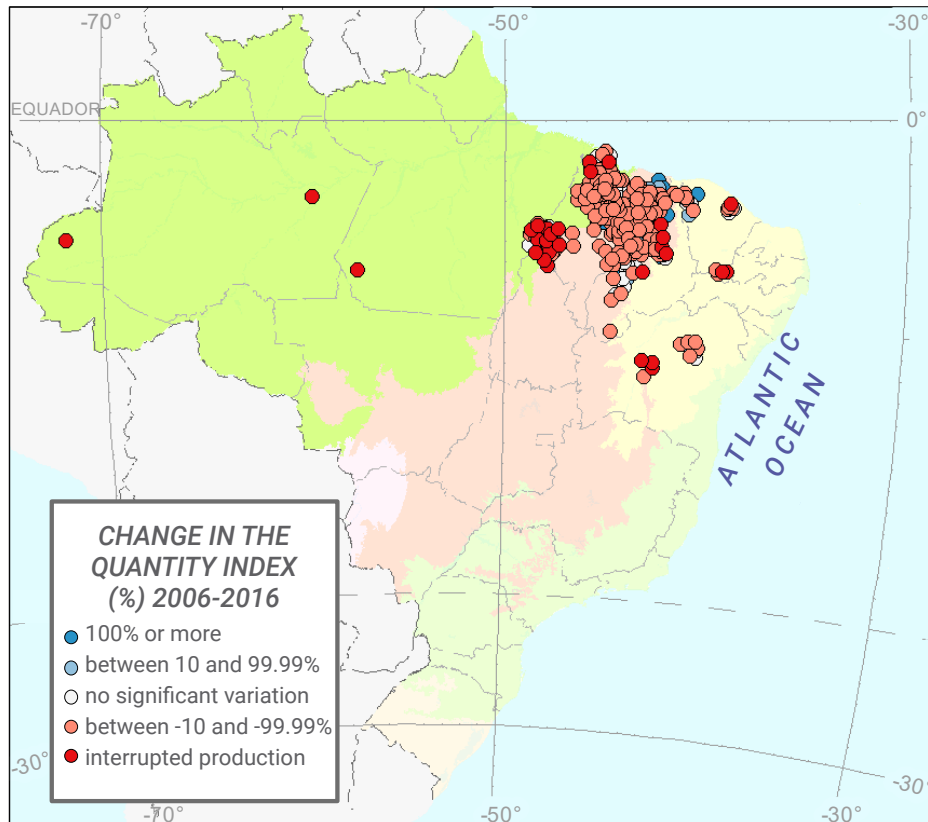 -70°
-50°
-30°
EQUADOR
0°
ATLANTIC
OCEAN
CHANGE IN THE
QUANTITY INDEX
(%) 2006-2016
100% or more
between 10 and 99.99%
no significant variation
between -10 and -99.99%
interrupted production
-30°
-30°
-70°
-50°
-30°